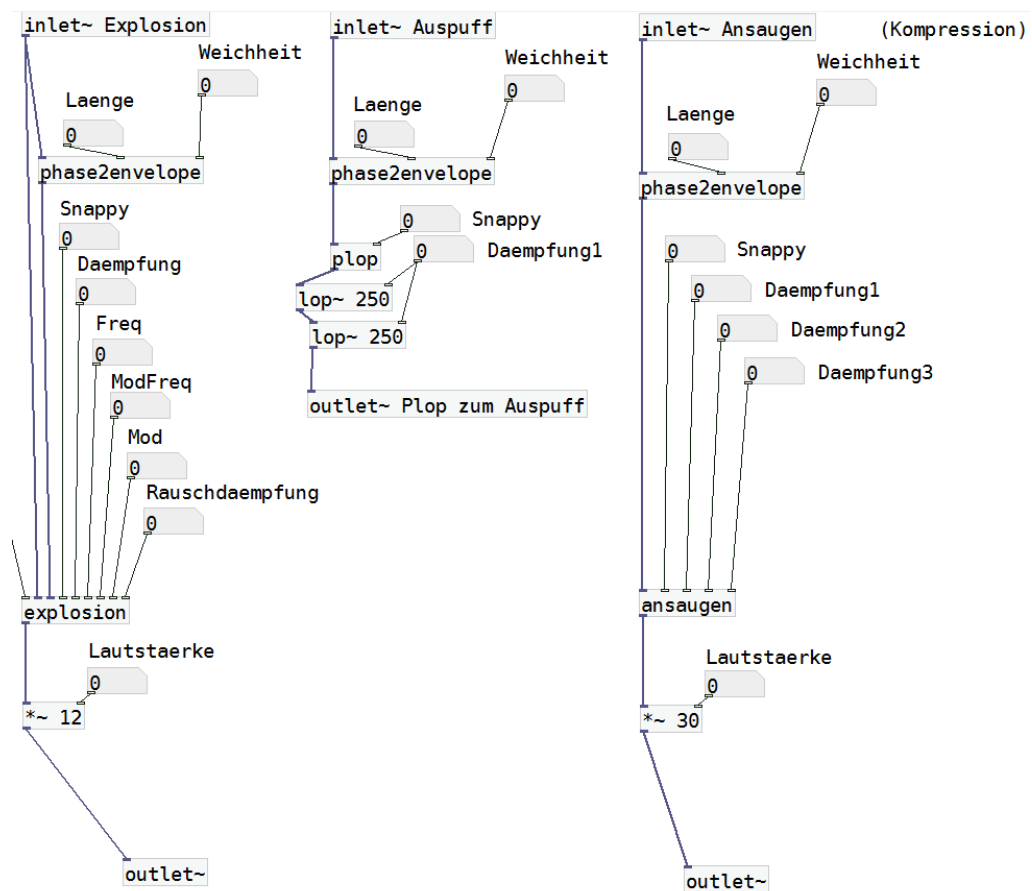 inlet~ Explosion
Weichheit
0
Laenge
0
phase2envelope
Snappy
0
Daempfung
0
Freq
0
ModFreq
0
Mod
0
Rauschdaempfung
0
explosion
Lautstaerke
0
*~ 12
outlet~
inlet~ Auspuff
Weichheit
0
Laenge
0
phase2envelope
0 Snappy
0 Daempfung1
plop
lop~ 250
lop~ 250
outlet~ Plop zum Auspuff
inlet~ Ansaugen (Kompression)
Weichheit
0
Laenge
0
phase2envelope
0 Snappy
0 Daempfung1
0 Daempfung2
0 Daempfung3
ansaugen
Lautstaerke
0
*~ 30
outlet~